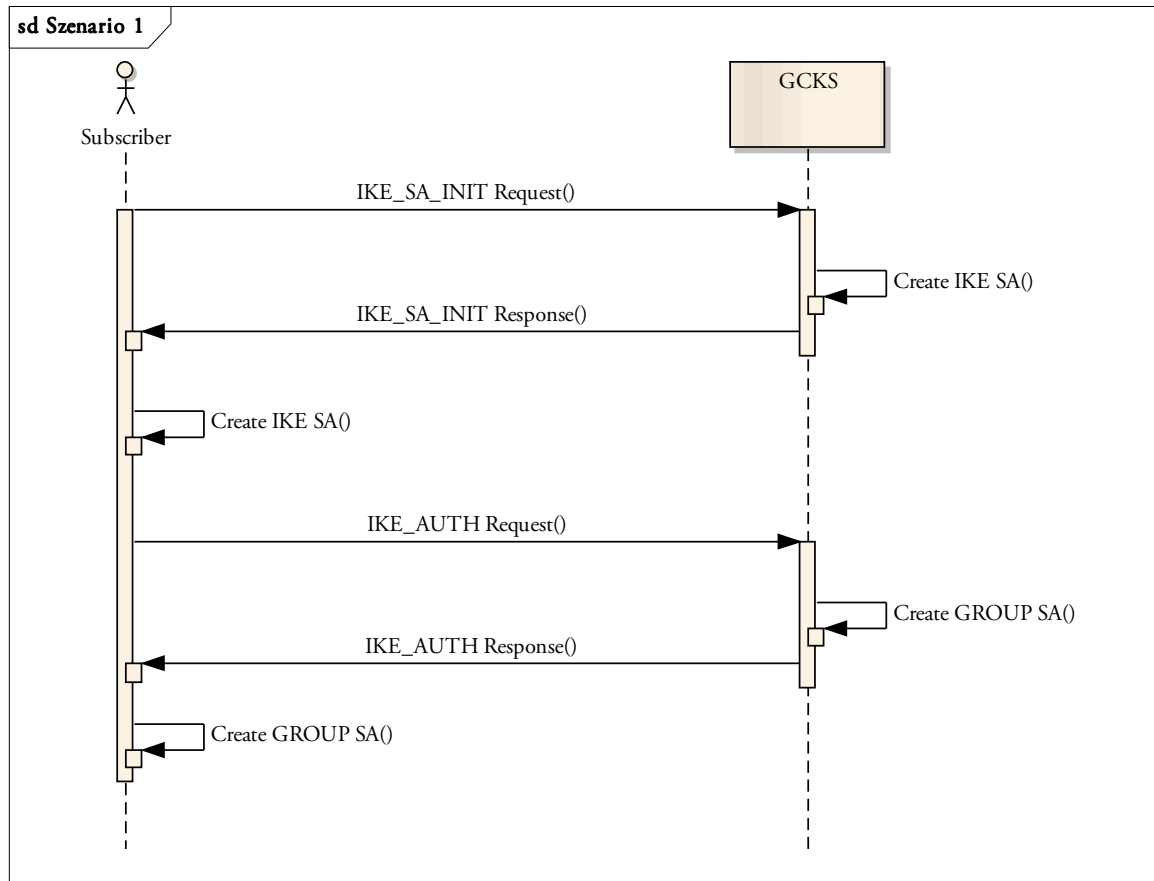 sd Szenario 1
Subscriber
GCKS
IKE_SA_INIT Request()
Create IKE SA()
IKE_SA_INIT Response()
Create IKE SA()
IKE_AUTH Request()
Create GROUP SA()
IKE_AUTH Response()
Create GROUP SA()